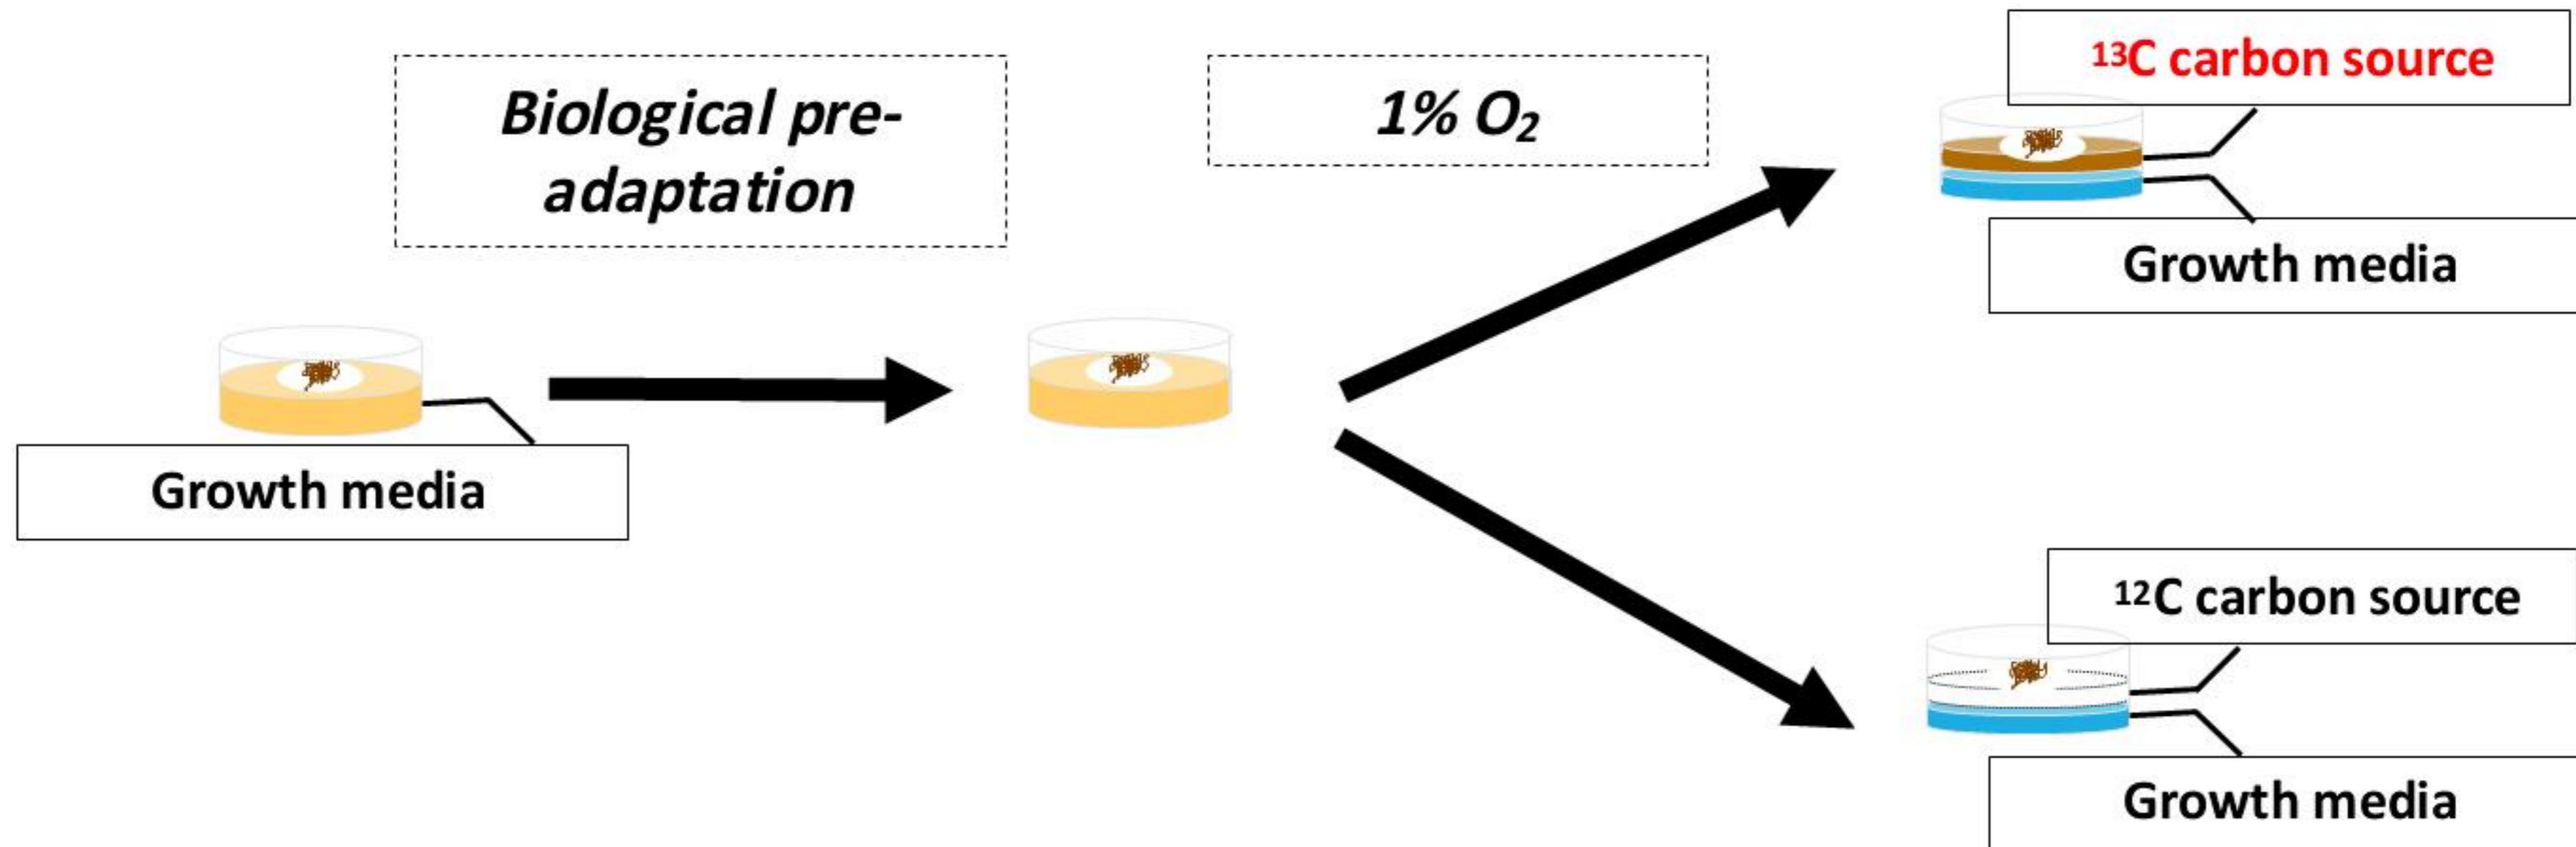 Biological pre-
adaptation
1% O₂
¹³C carbon source
Growth media
Growth media
¹²C carbon source
Growth media